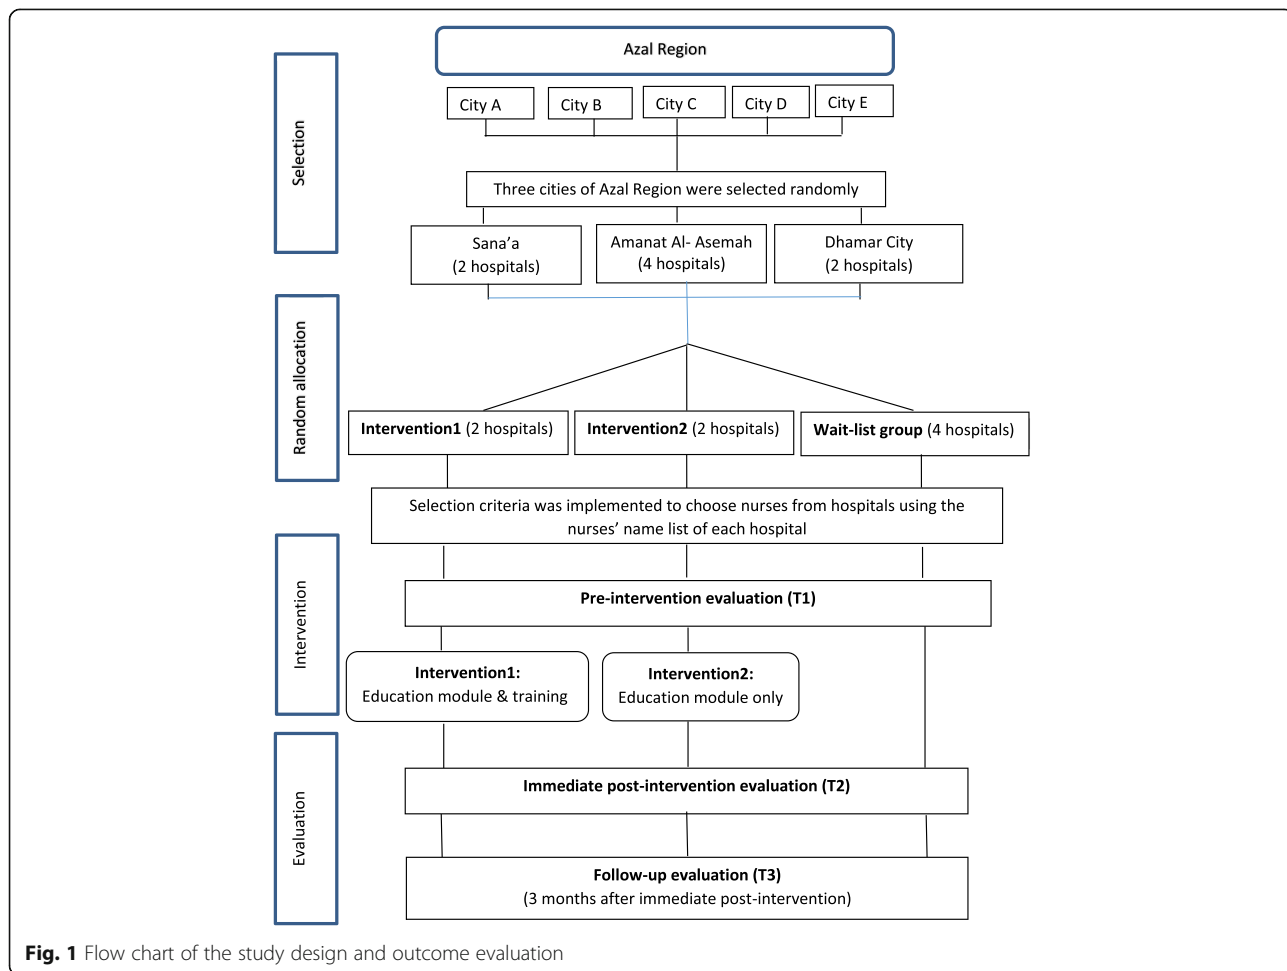 Azal Region
City A
City B
City C
City D
City E
Selection
Three cities of Azal Region were selected randomly
Sana’a
(2 hospitals)
Amanat Al- Asemah
(4 hospitals)
Dhamar City
(2 hospitals)
Random allocation
Intervention1 (2 hospitals)
Intervention2 (2 hospitals)
Wait-list group (4 hospitals)
Selection criteria was implemented to choose nurses from hospitals using the
nurses’ name list of each hospital
Intervention
Pre-intervention evaluation (T1)
Intervention1:
Education module & training
Intervention2:
Education module only
Evaluation
Immediate post-intervention evaluation (T2)
Follow-up evaluation (T3)
(3 months after immediate post-intervention)
Fig. 1 Flow chart of the study design and outcome evaluation